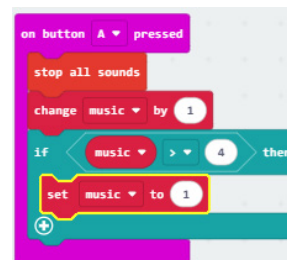 on button A ▾ pressed
stop all sounds
change music ▾ by 1
if music ▾ > ▾ 4 then
set music ▾ to 1